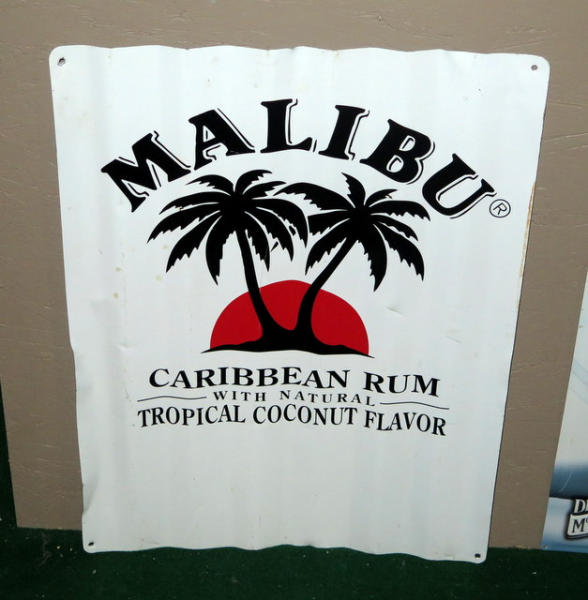 MALIBU®
CARIBBEAN RUM
WITH NATURAL
TROPICAL COCONUT FLAVOR